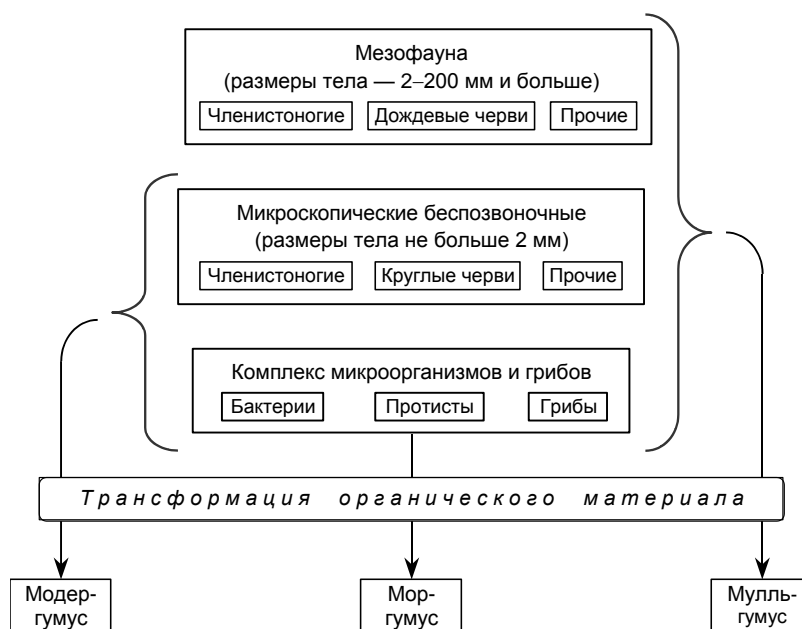 Мезофауна
(размеры тела — 2–200 мм и больше)
Членистоногие Дождевые черви Прочие
Микроскопические беспозвоночные
(размеры тела не больше 2 мм)
Членистоногие Круглые черви Прочие
Комплекс микроорганизмов и грибов
Бактерии Протисты Грибы
Трансформация органического материала
Модер-
гумус
Мор-
гумус
Мулль-
гумус